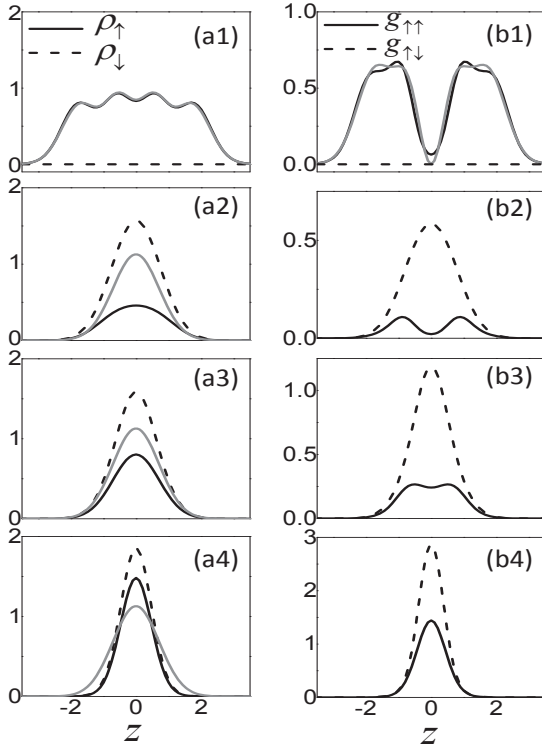 2 ρ↑ (a1) g↑↑ (b1)
ρ↓ g↑↓
1 0.5
0 0.0
2 (a2) (b2)
1 0.5
0 0.0
2 (a3) (b3)
1 1.0
0.5
0 0.0
2 (a4) 3 (b4)
1 2
1
0 0
-2 0 2 -2 0 2
z z